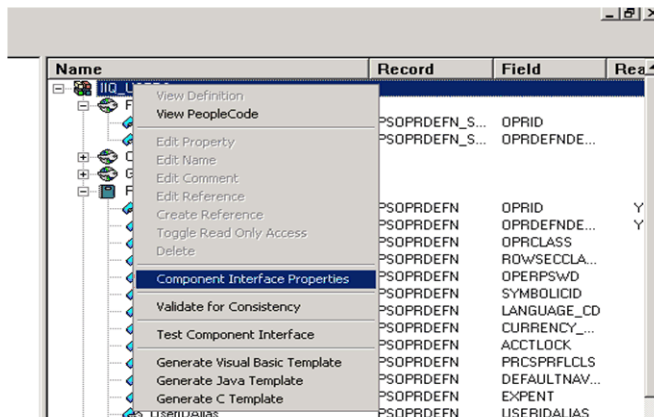 Name Record Field Rea
IIQ_U
View Definition
View PeopleCode
PSOPRDEFN_S... OPRID
Edit Property PSOPRDEFN_S... OPRDEFNDE...
Edit Name
Edit Comment
Edit Reference
Create Reference PSOPRDEFN OPRID Y
Toggle Read Only Access PSOPRDEFN OPRDEFNDE... Y
Delete PSOPRDEFN OPRCLASS
PSOPRDEFN ROWSECCLA...
Component Interface Properties PSOPRDEFN OPERPSWD
PSOPRDEFN SYMBOLICID
Validate for Consistency PSOPRDEFN LANGUAGE_CD
PSOPRDEFN CURRENCY_...
Test Component Interface PSOPRDEFN ACCTLOCK
Generate Visual Basic Template PSOPRDEFN PRCSPRFLCLS
Generate Java Template PSOPRDEFN DEFAULTNAV...
Generate C Template PSOPRDEFN EXPENT
UserIDAlias PSOPRDEFN USERIDALIAS